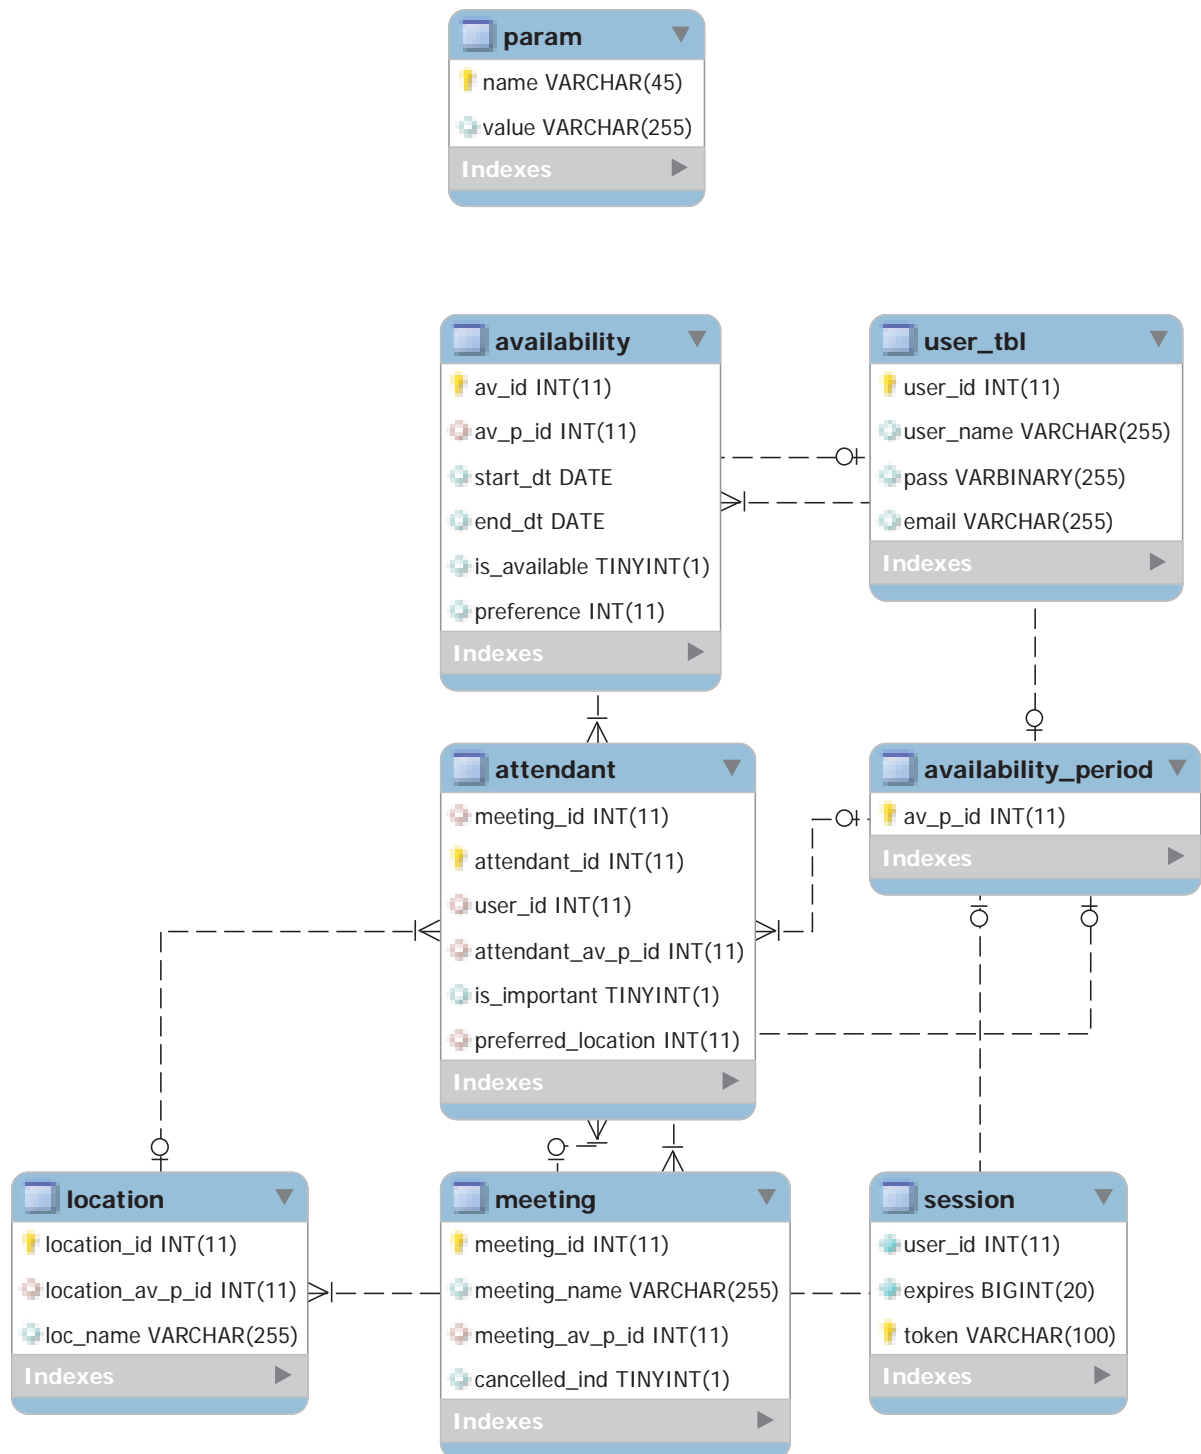 param
name VARCHAR(45)
value VARCHAR(255)
Indexes
availability
av_id INT(11)
av_p_id INT(11)
start_dt DATE
end_dt DATE
is_available TINYINT(1)
preference INT(11)
Indexes
user_tbl
user_id INT(11)
user_name VARCHAR(255)
pass VARBINARY(255)
email VARCHAR(255)
Indexes
attendant
meeting_id INT(11)
attendant_id INT(11)
user_id INT(11)
attendant_av_p_id INT(11)
is_important TINYINT(1)
preferred_location INT(11)
Indexes
availability_period
av_p_id INT(11)
Indexes
location
location_id INT(11)
location_av_p_id INT(11)
loc_name VARCHAR(255)
Indexes
meeting
meeting_id INT(11)
meeting_name VARCHAR(255)
meeting_av_p_id INT(11)
cancelled_ind TINYINT(1)
Indexes
session
user_id INT(11)
expires BIGINT(20)
token VARCHAR(100)
Indexes